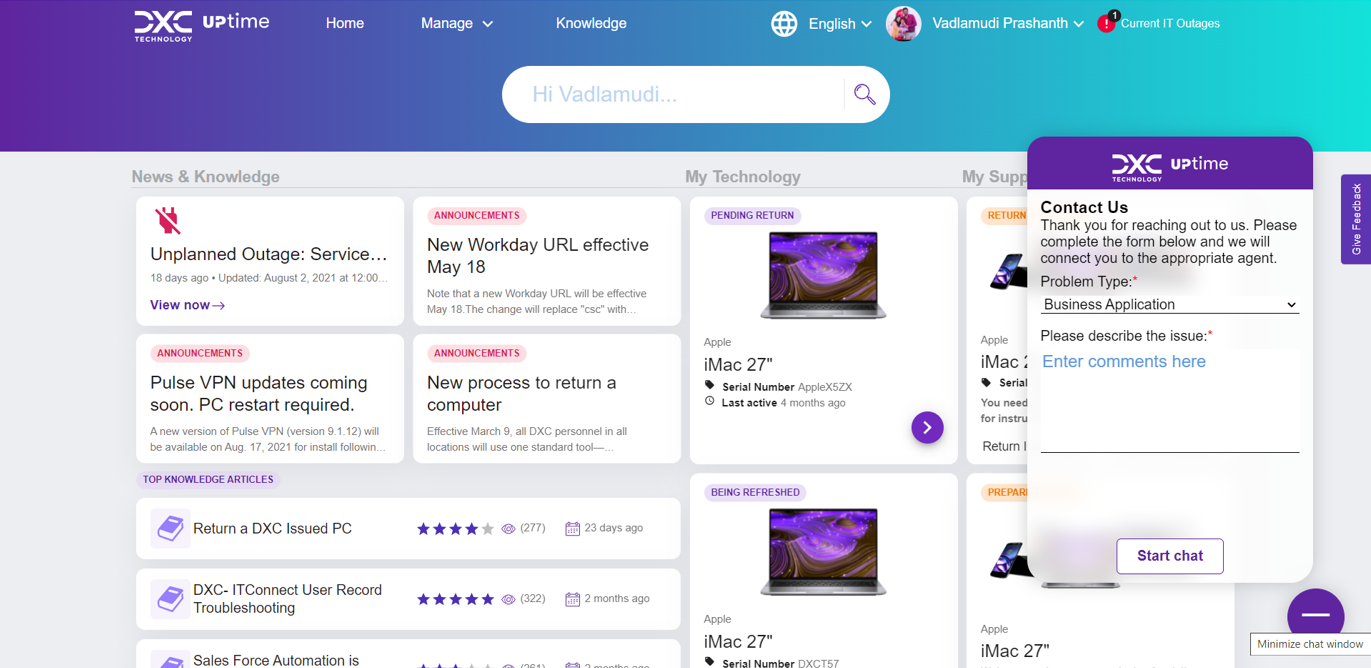 DXC UPtime
TECHNOLOGY
Home
Manage
Knowledge
English
Vadlamudi Prashanth
1
Current IT Outages
Hi Vadlamudi...
News & Knowledge
Unplanned Outage: Service…
18 days ago • Updated: August 2, 2021 at 12:00…
View now
ANNOUNCEMENTS
New Workday URL effective
May 18
Note that a new Workday URL will be effective
May 18.The change will replace "csc" with…
ANNOUNCEMENTS
Pulse VPN updates coming
soon. PC restart required.
A new version of Pulse VPN (version 9.1.12) will
be available on Aug. 17, 2021 for install followin…
ANNOUNCEMENTS
New process to return a
computer
Effective March 9, all DXC personnel in all
locations will use one standard tool—…
TOP KNOWLEDGE ARTICLES
Return a DXC Issued PC
(277)
23 days ago
DXC- ITConnect User Record
Troubleshooting
(322)
2 months ago
Sales Force Automation is
(261)
2 months ago
My Technology
PENDING RETURN
Apple
iMac 27"
Serial Number AppleX5ZX
Last active 4 months ago
BEING REFRESHED
Apple
iMac 27"
Serial Number DXCT57
My Supp
RETURN
Apple
iMac 2
Serial
You need
for instru
Return I
PREPAR
Apple
iMac 27"
DXC UPtime
TECHNOLOGY
Contact Us
Thank you for reaching out to us. Please
complete the form below and we will
connect you to the appropriate agent.
Problem Type:*
Business Application
Please describe the issue:*
Enter comments here
Start chat
Give Feedback
Minimize chat window